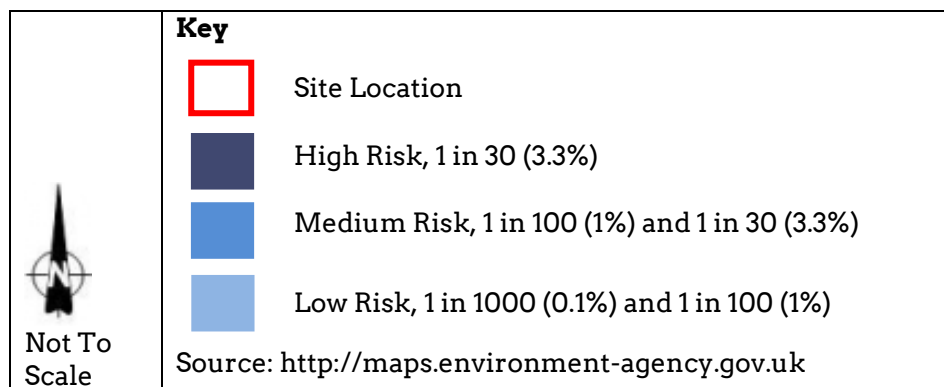 Key
Site Location
High Risk, 1 in 30 (3.3%)
Medium Risk, 1 in 100 (1%) and 1 in 30 (3.3%)
Low Risk, 1 in 1000 (0.1%) and 1 in 100 (1%)
Source: http://maps.environment-agency.gov.uk
N
Not To
Scale